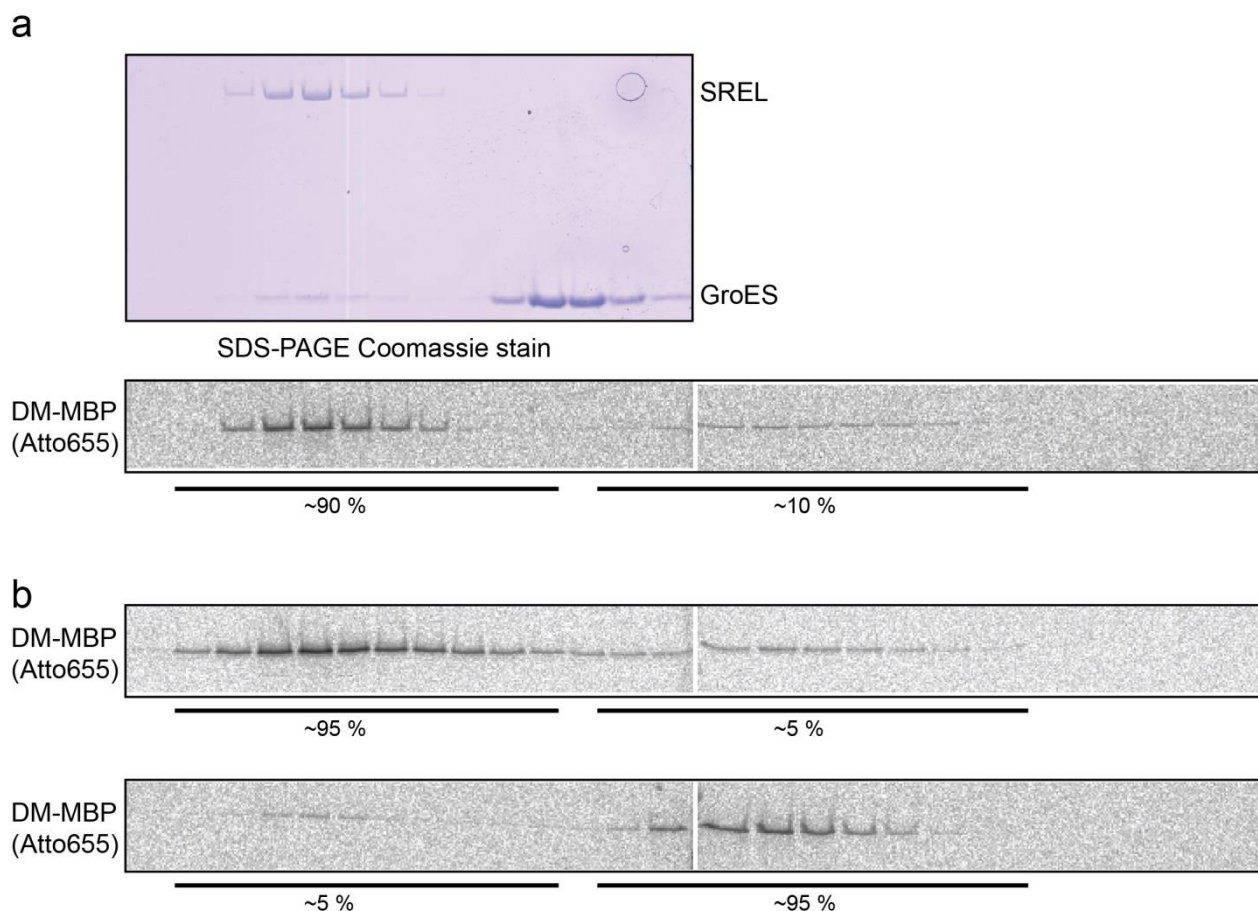 a
SREL
GroES
SDS-PAGE Coomassie stain
DM-MBP
(Atto655)
~90 %
~10 %
b
DM-MBP
(Atto655)
~95 %
~5 %
DM-MBP
(Atto655)
~5 %
~95 %